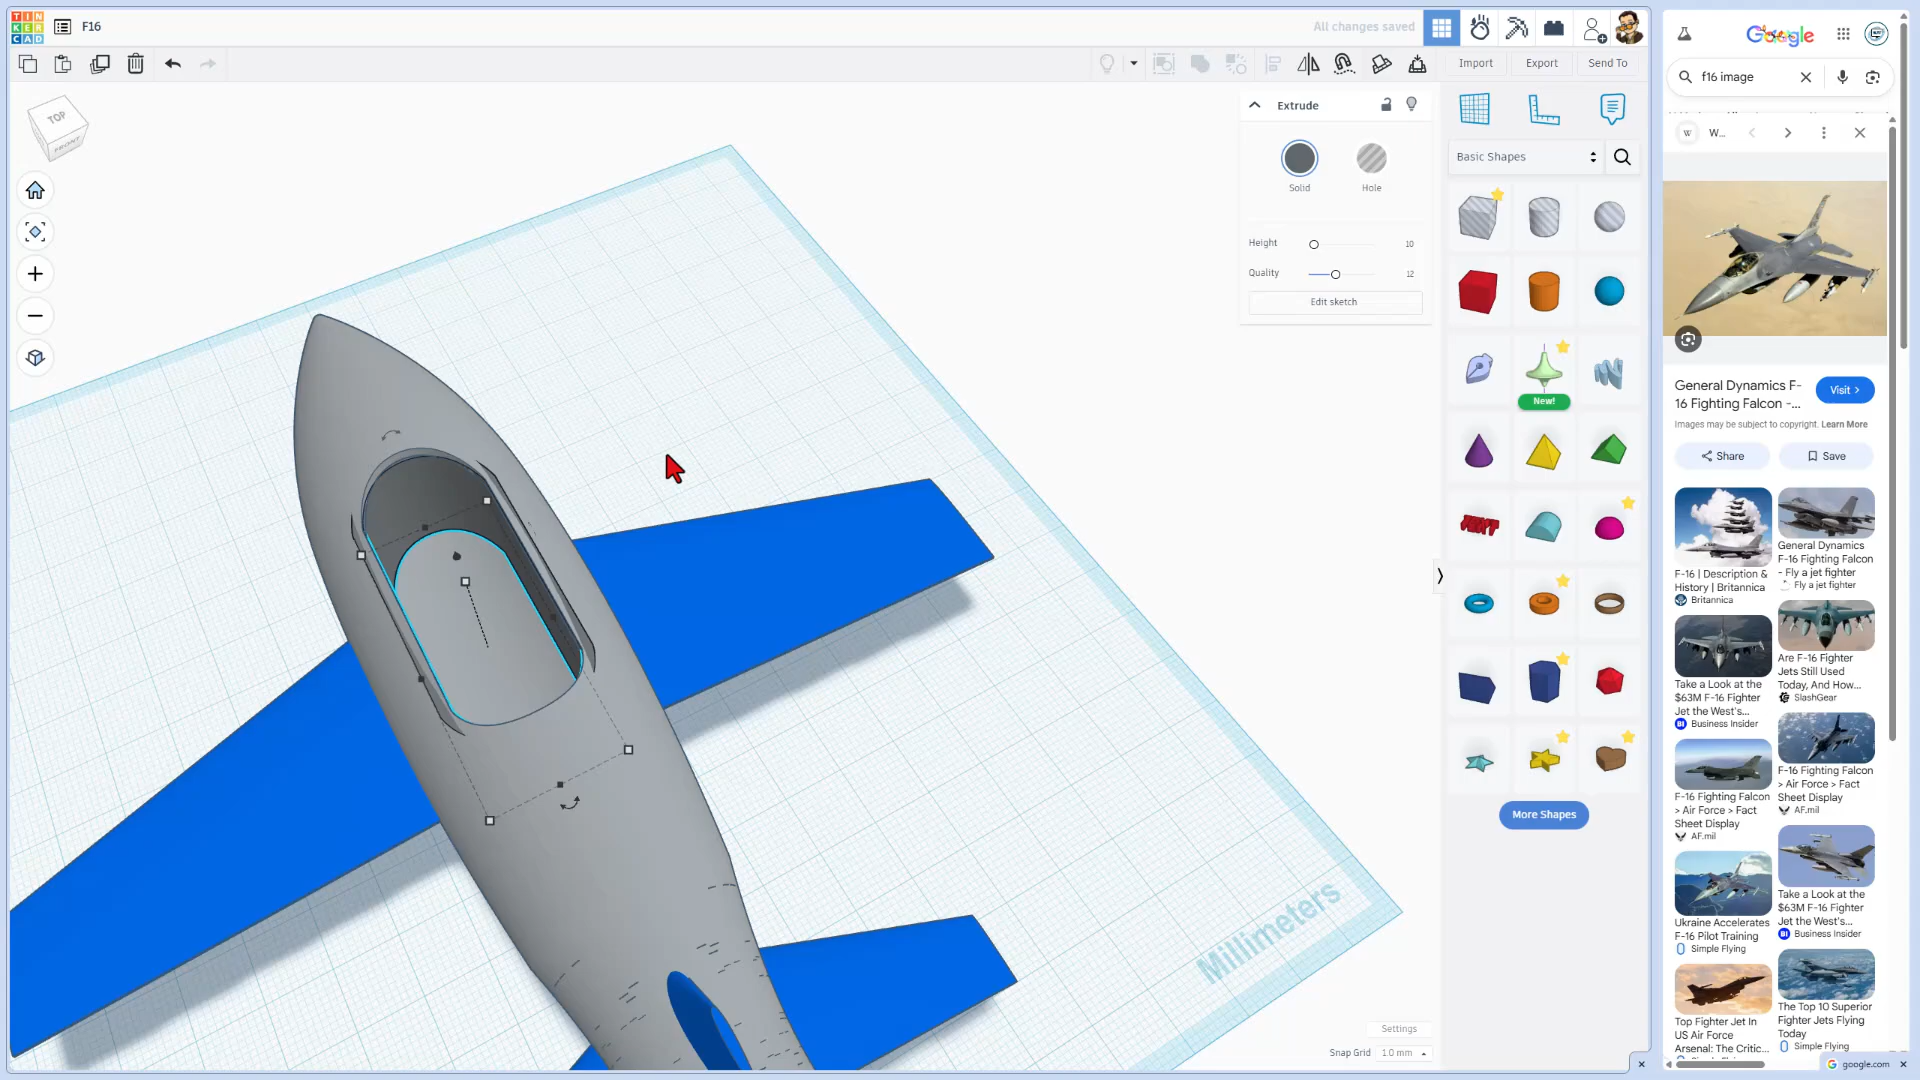 TIN
KER
CAD
F16
All changes saved
Import
Export
Send To
TOP
FRONT
Extrude
Solid
Hole
Height
10
Quality
12
Edit sketch
Basic Shapes
New!
TEXT
More Shapes
Millimeters
Settings
Snap Grid
1.0 mm
Google
f16 image
W
W...
General Dynamics F-
16 Fighting Falcon -...
Visit >
Images may be subject to copyright. Learn More
Share
Save
F-16 | Description &
History | Britannica
Britannica
General Dynamics
F-16 Fighting Falcon
- Fly a jet fighter
Fly a jet fighter
Take a Look at the
$63M F-16 Fighter
Jet the West's...
Business Insider
Are F-16 Fighter
Jets Still Used
Today, And How...
SlashGear
F-16 Fighting Falcon
> Air Force > Fact
Sheet Display
AF.mil
F-16 Fighting Falcon
> Air Force > Fact
Sheet Display
AF.mil
Ukraine Accelerates
F-16 Pilot Training
Simple Flying
Take a Look at the
$63M F-16 Fighter
Jet the West's...
Business Insider
Top Fighter Jet In
US Air Force
Arsenal: The Critic...
The Top 10 Superior
Fighter Jets Flying
Today
Simple Flying
google.com